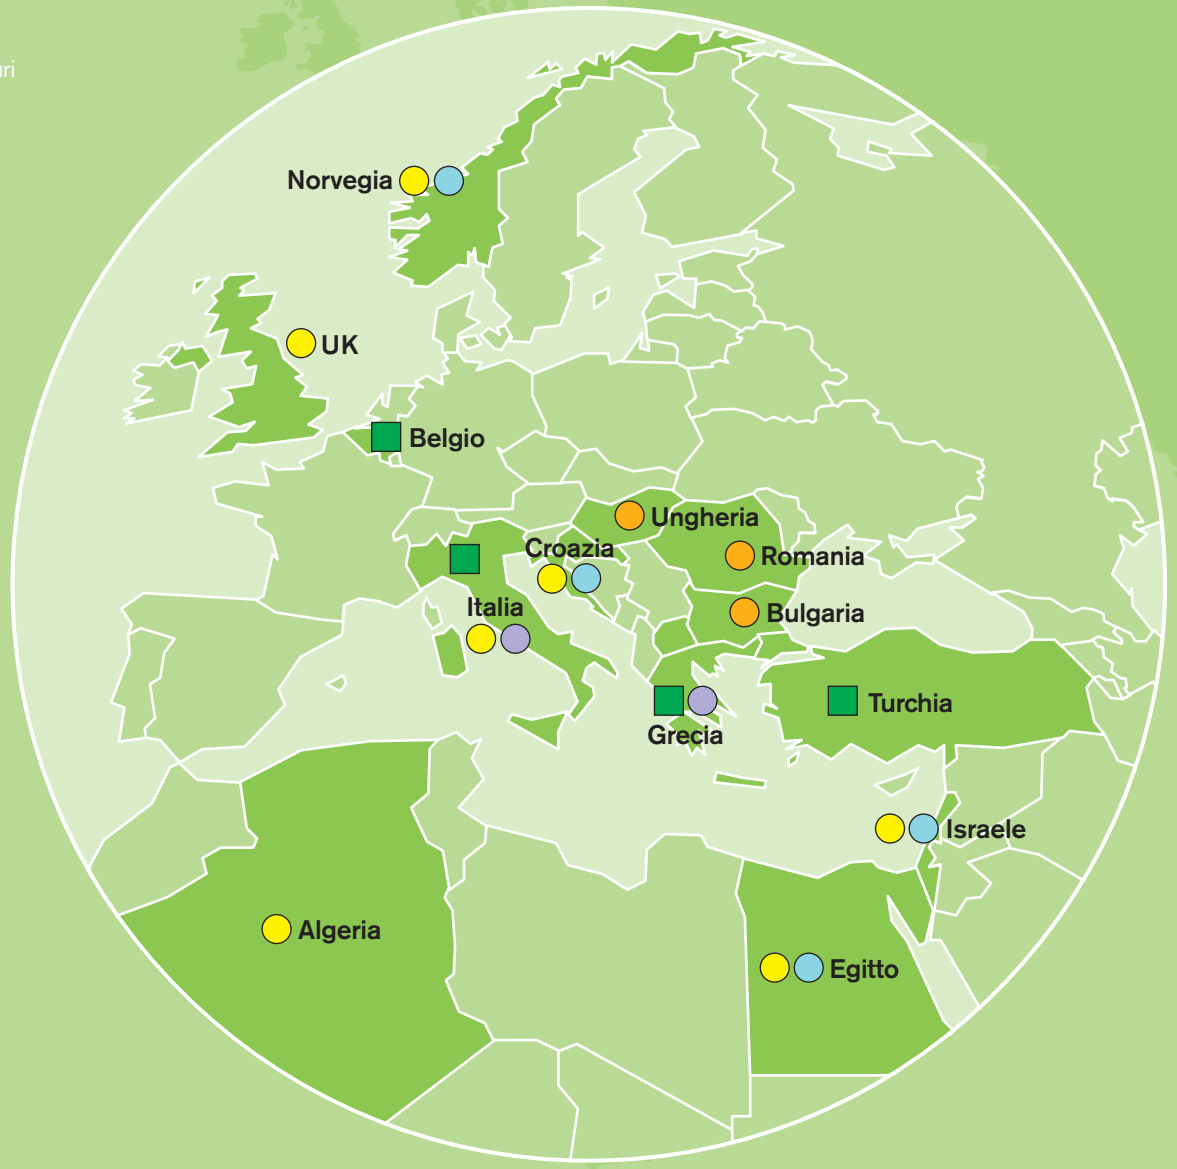 Norvegia
UK
Belgio
Ungheria
Croazia
Romania
Italia
Bulgaria
Turchia
Grecia
Israele
Algeria
Egitto